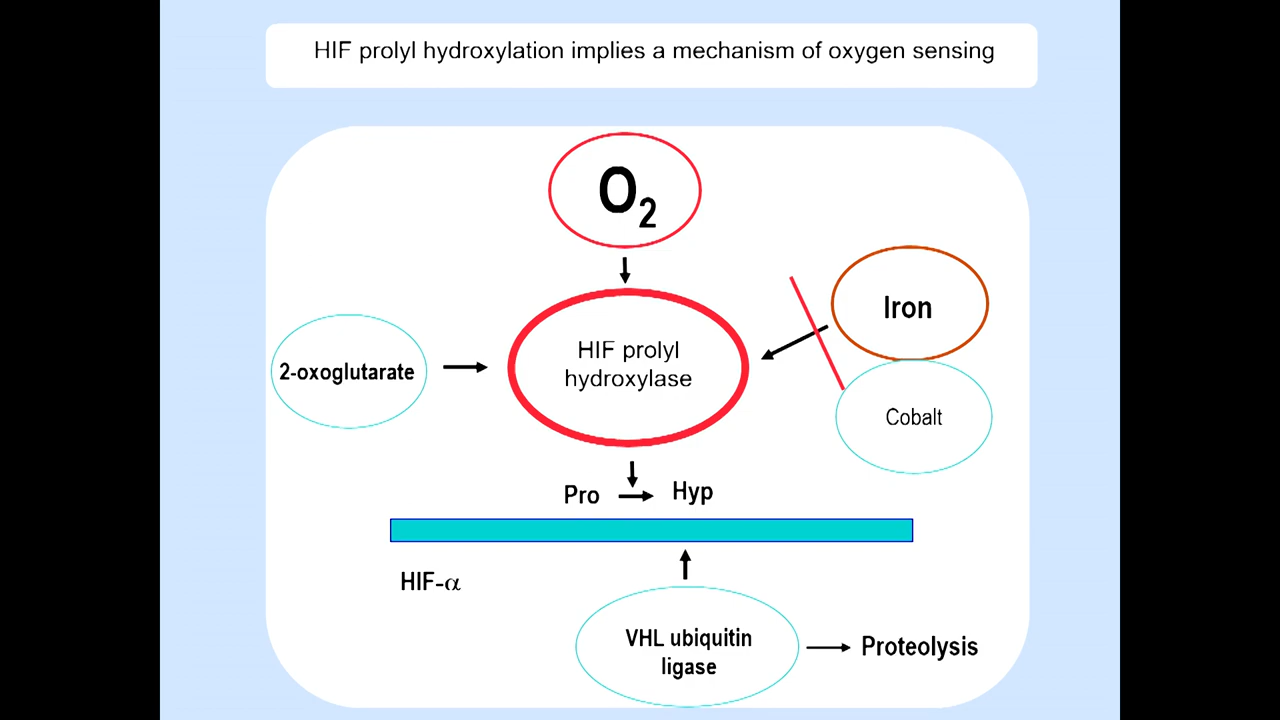 HIF prolyl hydroxylation implies a mechanism of oxygen sensing
O2
Iron
HIF prolyl
hydroxylase
2-oxoglutarate
Cobalt
Pro
Hyp
HIF-α
VHL ubiquitin
ligase
Proteolysis